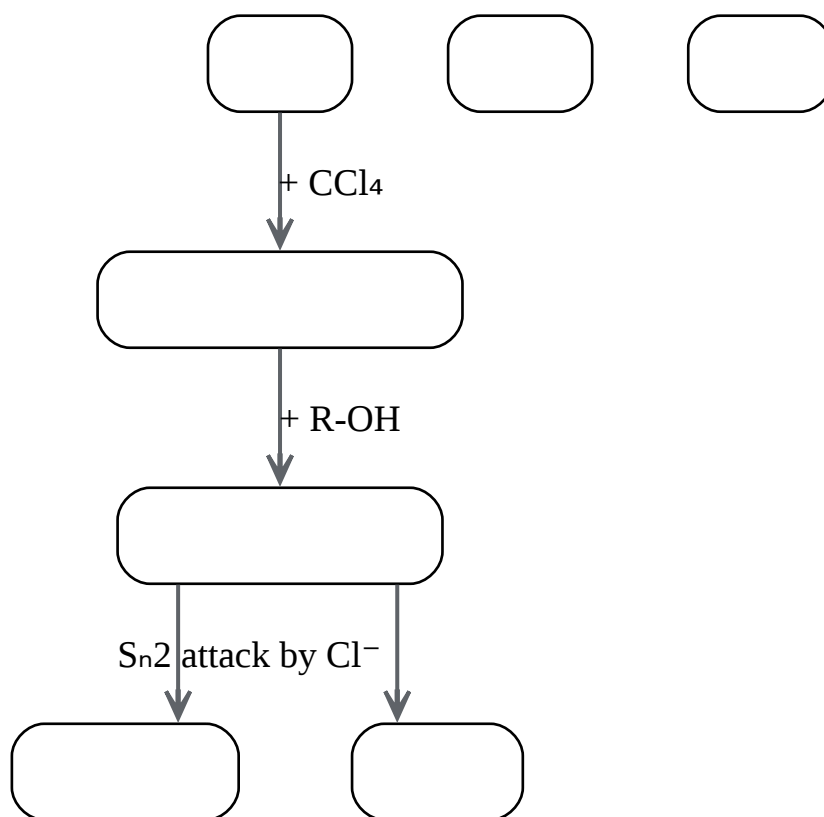 + CCl₄
+ R-OH
Sₙ2 attack by Cl⁻